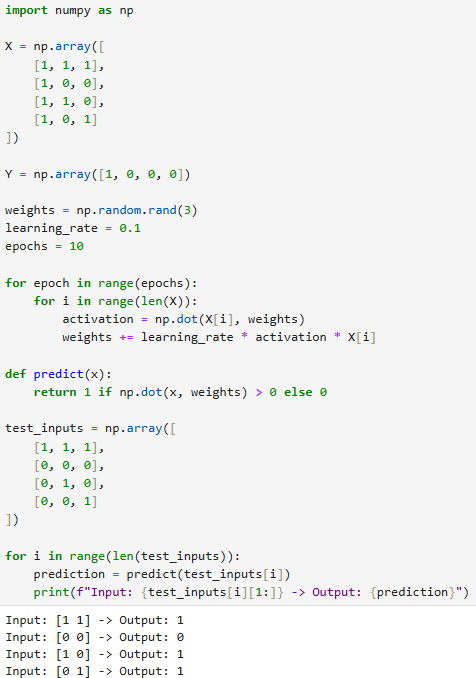 import numpy as np

X = np.array([
    [1, 1, 1],
    [1, 0, 0],
    [1, 1, 0],
    [1, 0, 1]
])

Y = np.array([1, 0, 0, 0])

weights = np.random.rand(3)
learning_rate = 0.1
epochs = 10

for epoch in range(epochs):
    for i in range(len(X)):
        activation = np.dot(X[i], weights)
        weights += learning_rate * activation * X[i]

def predict(x):
    return 1 if np.dot(x, weights) > 0 else 0

test_inputs = np.array([
    [1, 1, 1],
    [0, 0, 0],
    [0, 1, 0],
    [0, 0, 1]
])

for i in range(len(test_inputs)):
    prediction = predict(test_inputs[i])
    print(f"Input: {test_inputs[i][1:]} -> Output: {prediction}")
Input: [1 1] -> Output: 1
Input: [0 0] -> Output: 0
Input: [1 0] -> Output: 1
Input: [0 1] -> Output: 1